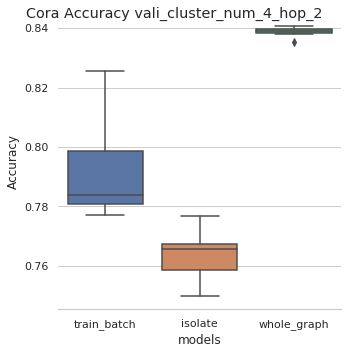 Cora Accuracy vali_cluster_num_4_hop_2
0.84
0.82
0.80
0.78
0.76
Accuracy
train_batch isolate whole_graph
models